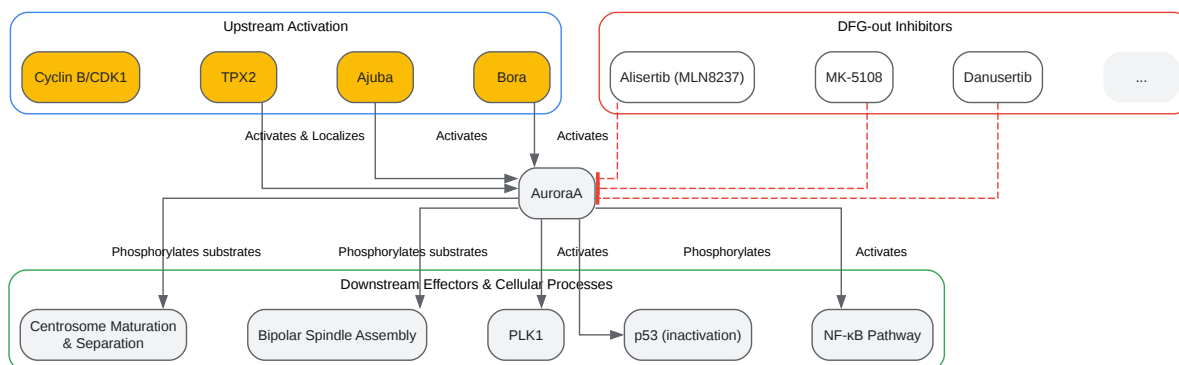 Upstream Activation
DFG-out Inhibitors
Cyclin B/CDK1
TPX2
Ajuba
Bora
Alisertib (MLN8237)
MK-5108
Danusertib
...
Activates & Localizes
Activates
Activates
AuroraA
Phosphorylates substrates
Phosphorylates substrates
Activates
Phosphorylates
Activates
Downstream Effectors & Cellular Processes
Centrosome Maturation
& Separation
Bipolar Spindle Assembly
PLK1
p53 (inactivation)
NF-κB Pathway